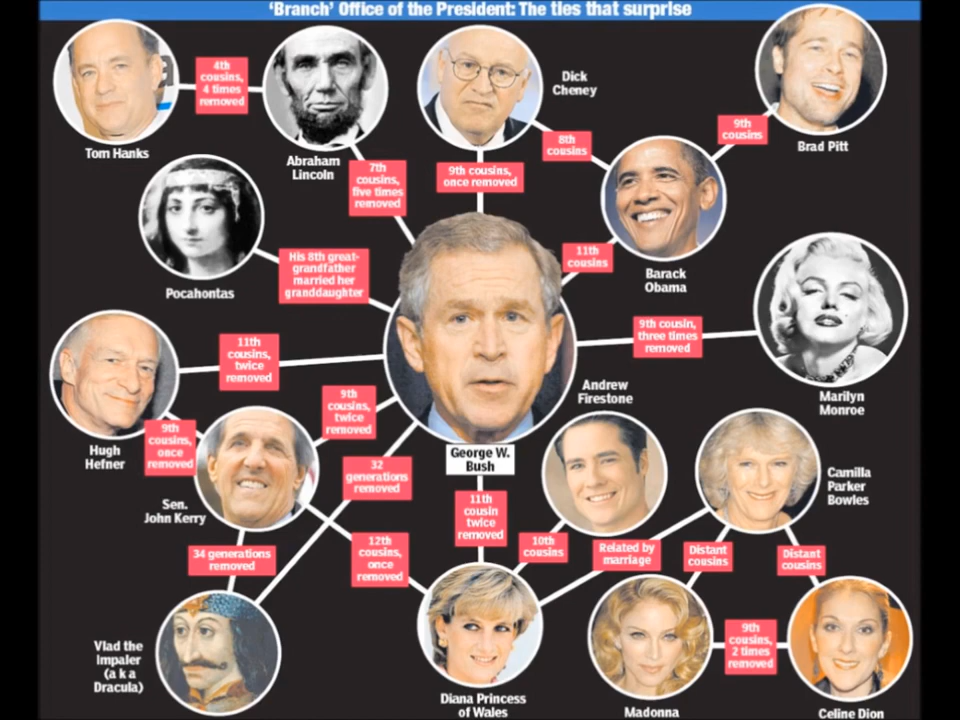 ‘Branch’ Office of the President: The ties that surprise
4th
cousins,
4 times
removed
Tom Hanks
Abraham
Lincoln
Dick
Cheney
8th
cousins
9th
cousins
Brad Pitt
7th
cousins,
five times
removed
9th cousins,
once removed
Pocahontas
His 8th great-
grandfather
married her
granddaughter
11th
cousins
Barack
Obama
11th
cousins,
twice
removed
9th cousin,
three times
removed
Marilyn
Monroe
Hugh
Hefner
9th
cousins,
once
removed
9th
cousins,
twice
removed
Andrew
Firestone
George W.
Bush
32
generations
removed
Sen.
John Kerry
Camilla
Parker
Bowles
34 generations
removed
12th
cousins,
once
removed
11th
cousin
twice
removed
10th
cousins
Related by
marriage
Distant
cousins
Distant
cousins
Vlad the
Impaler
(a k a
Dracula)
Diana Princess
of Wales
Madonna
9th
cousins,
2 times
removed
Celine Dion